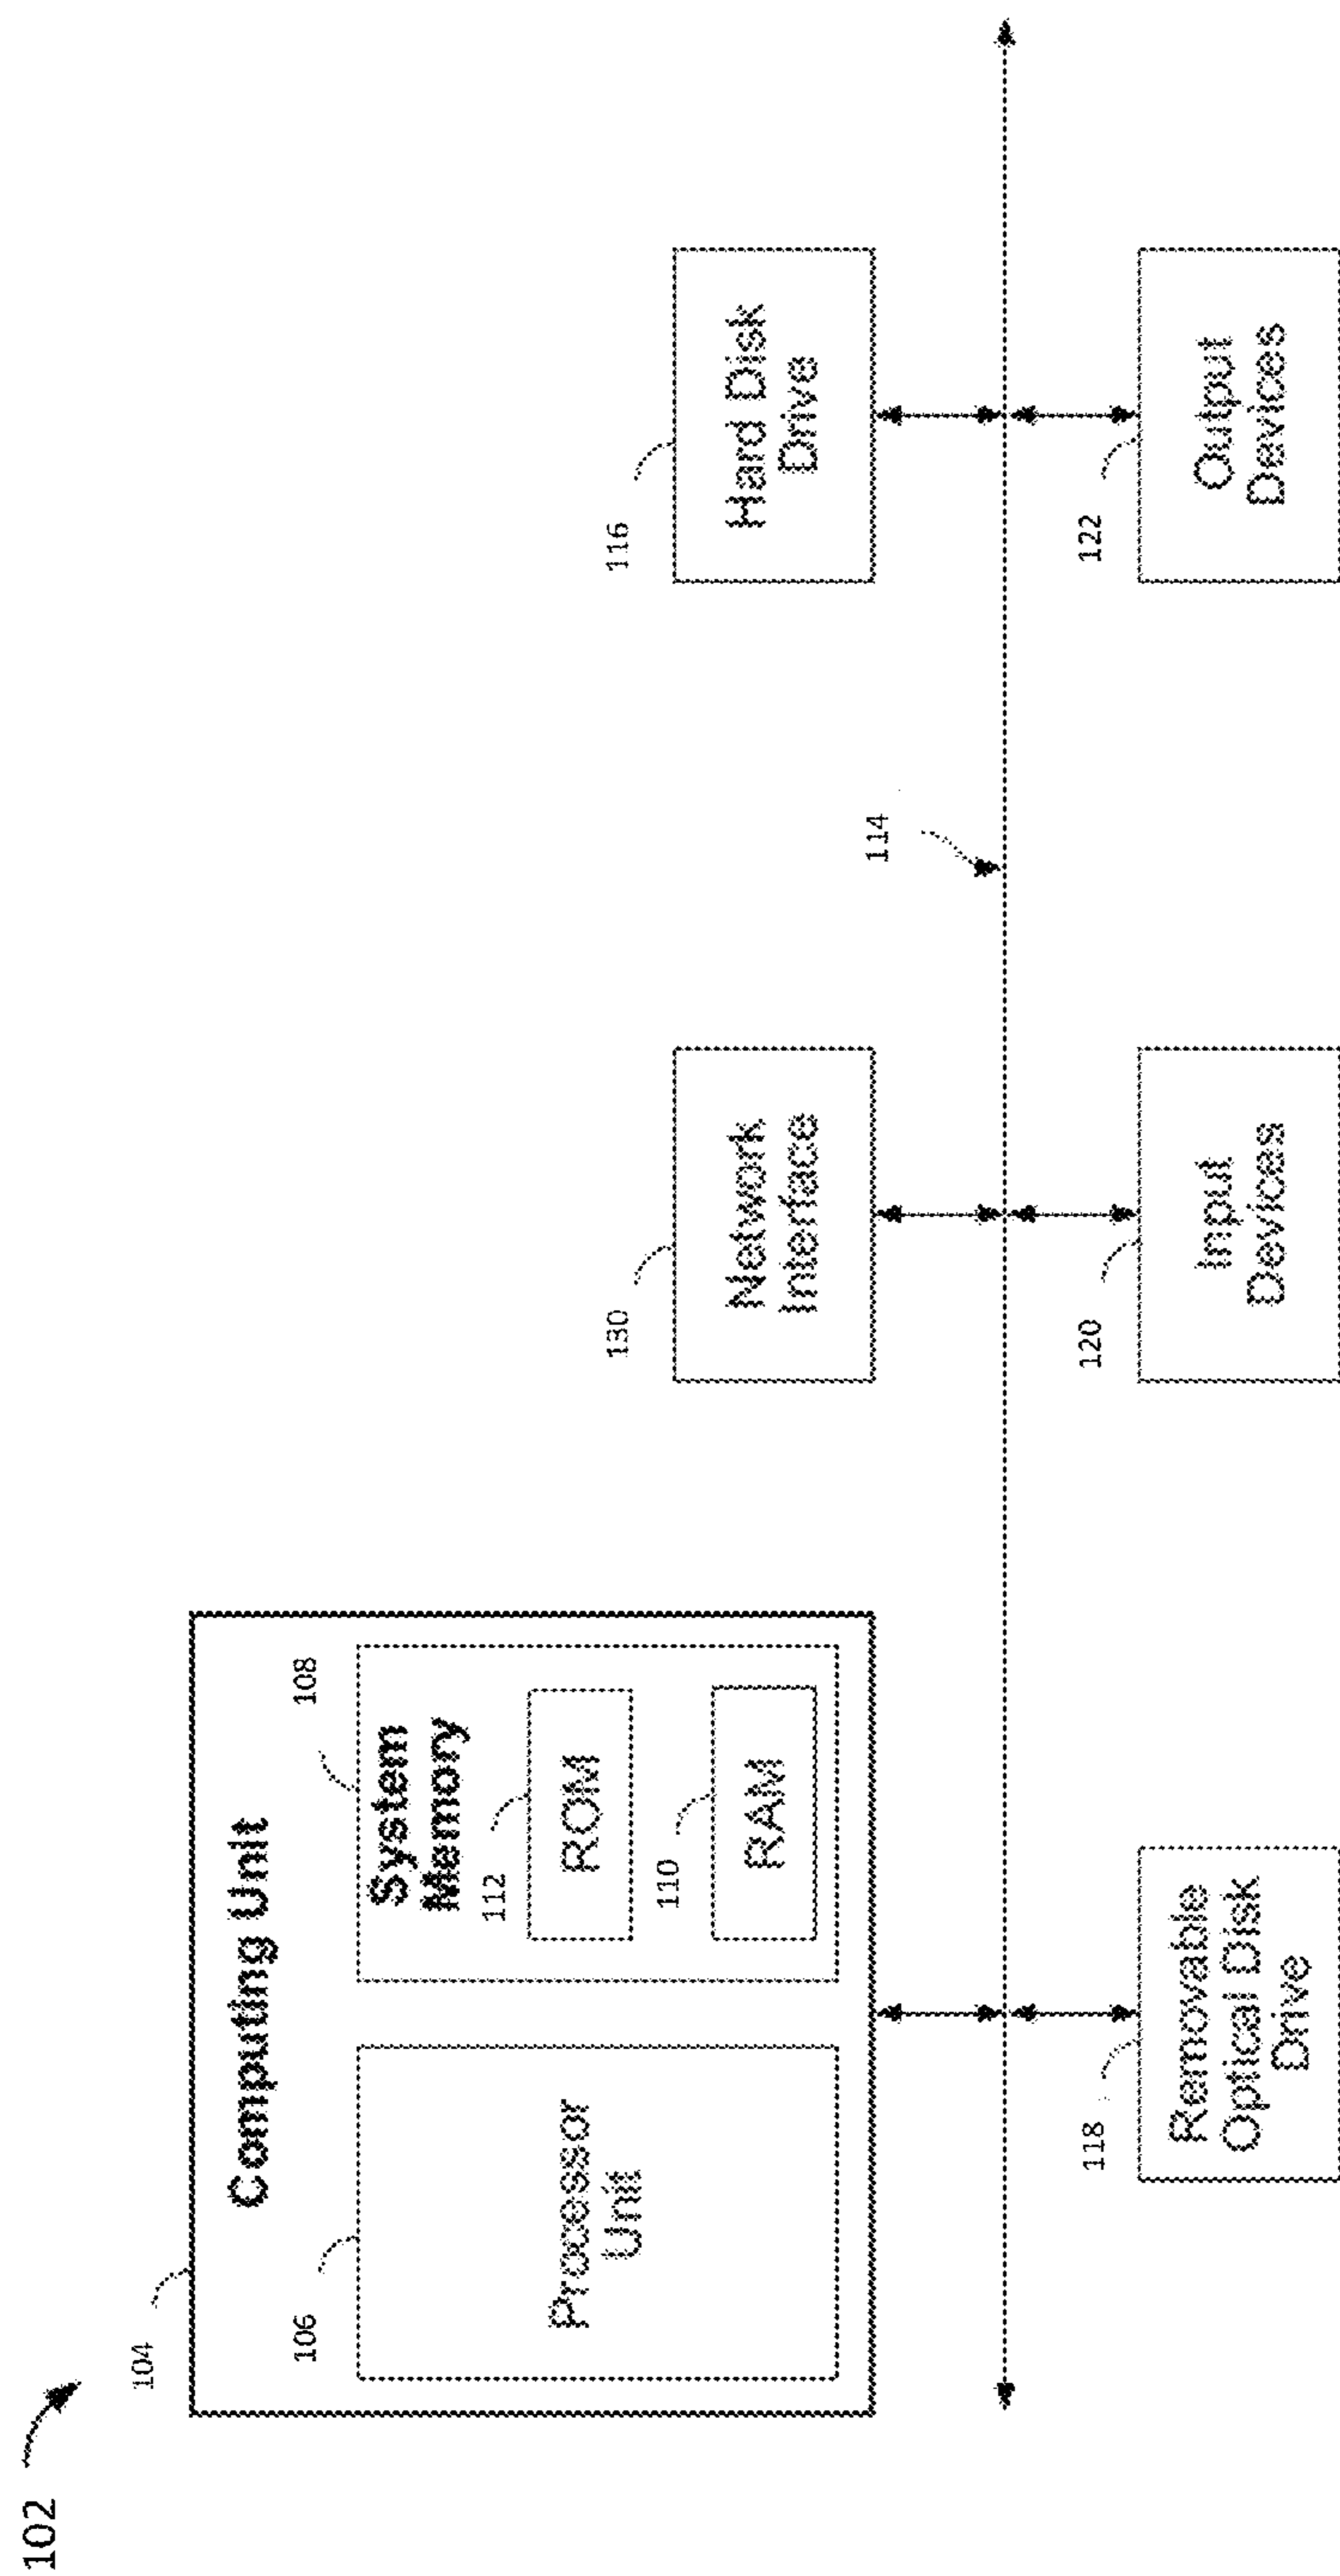 102
104
Computing Unit
106
Processor
Unit
108
System
Memory
112
ROM
110
RAM
130
Network
Interface
116
Hard Disk
Drive
114
118
Removable
Optical Disk
Drive
120
Input
Devices
122
Output
Devices